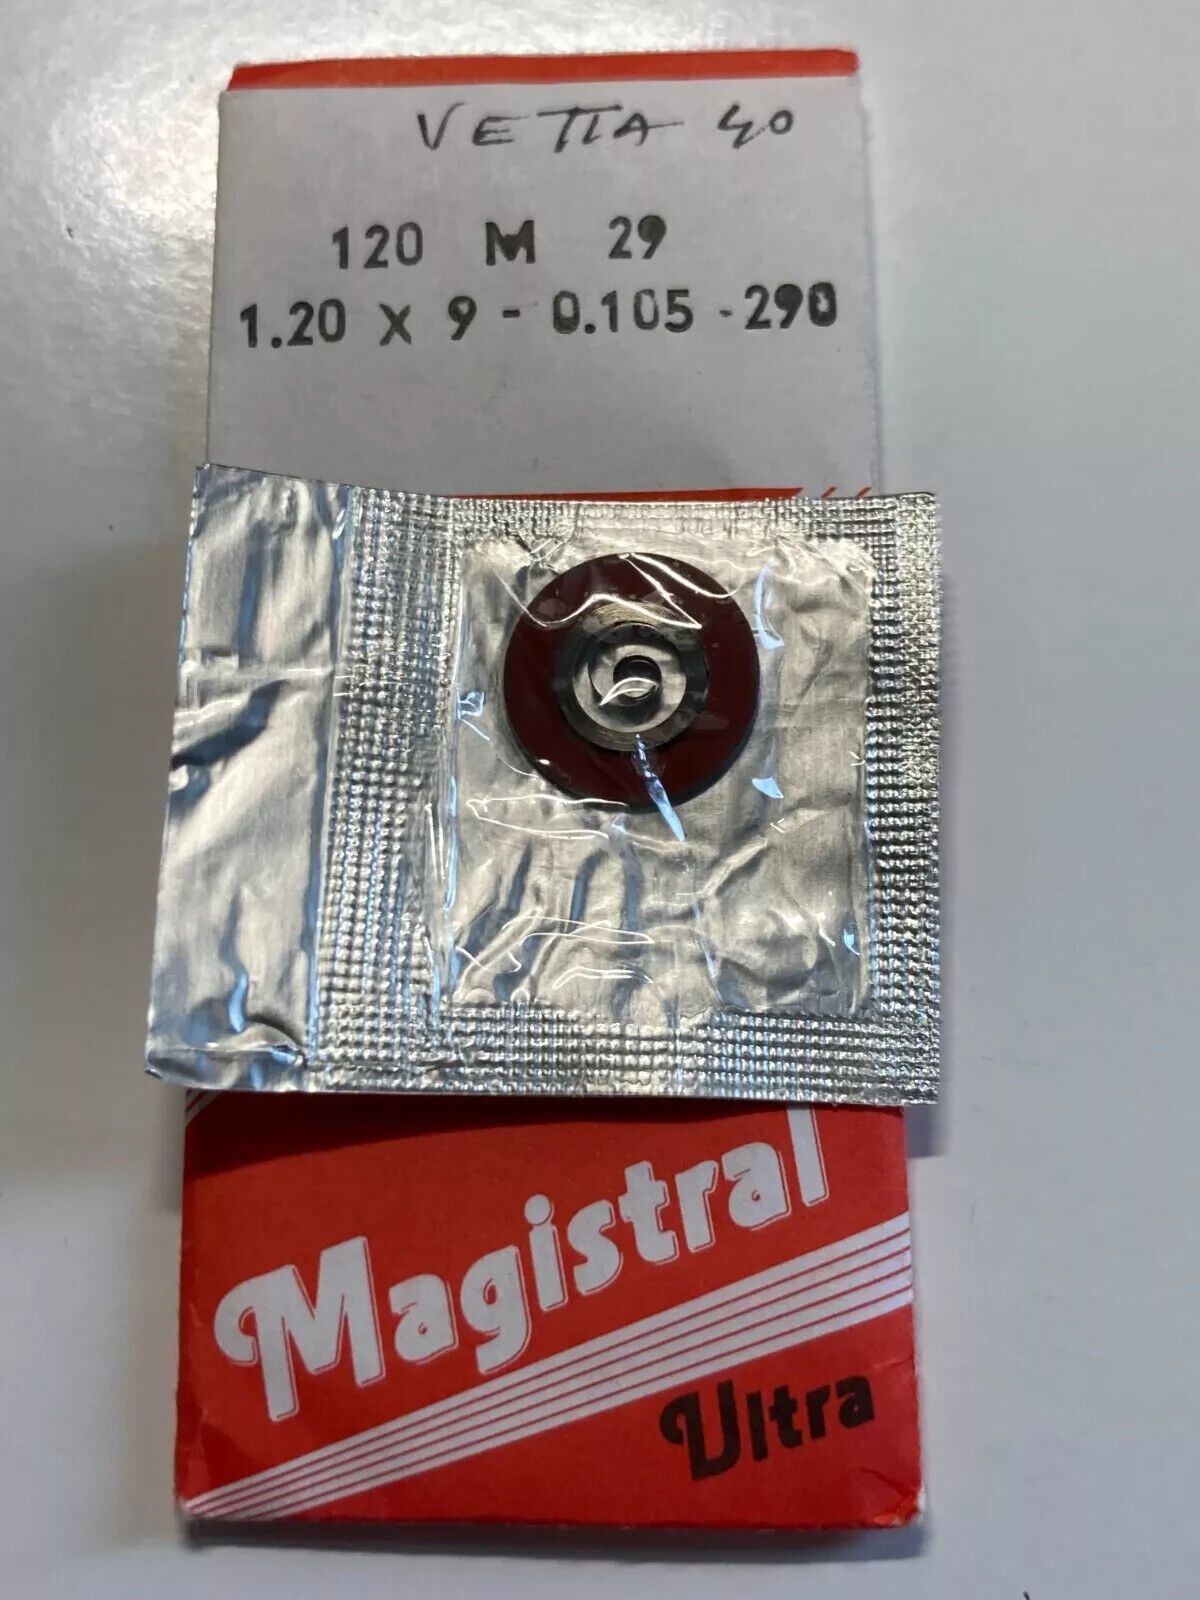 VETTA 40
120 M 29
1.20 X 9 - 0.105 - 290
Magistral
Ultra